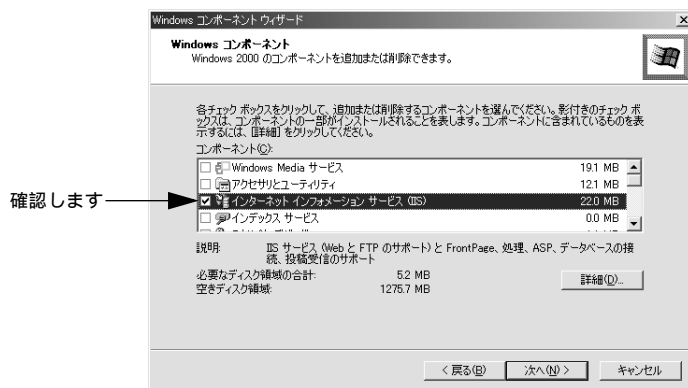 Windows コンポーネント ウィザード
Windows コンポーネント
Windows 2000 のコンポーネントを追加または削除できます。
各チェック ボックスをクリックして、追加または削除するコンポーネントを選んでください。影付きのチェック ボ
ックスは、コンポーネントの一部がインストールされることを表します。コンポーネントに含まれているものを表
示するには、[詳細] をクリックしてください。
コンポーネント(C):
Windows Media サービス 19.1 MB
アクセサリとユーティリティ 12.1 MB
確認します
インターネット インフォメーション サービス (IIS) 22.0 MB
インデックス サービス 0.0 MB
説明: IIS サービス (Web と FTP のサポート) と FrontPage、処理、ASP、データベースの接
続、投稿受信のサポート
必要なディスク領域の合計: 5.2 MB
空きディスク領域: 1275.7 MB
詳細(D)...
< 戻る(B)
次へ(N) >
キャンセル